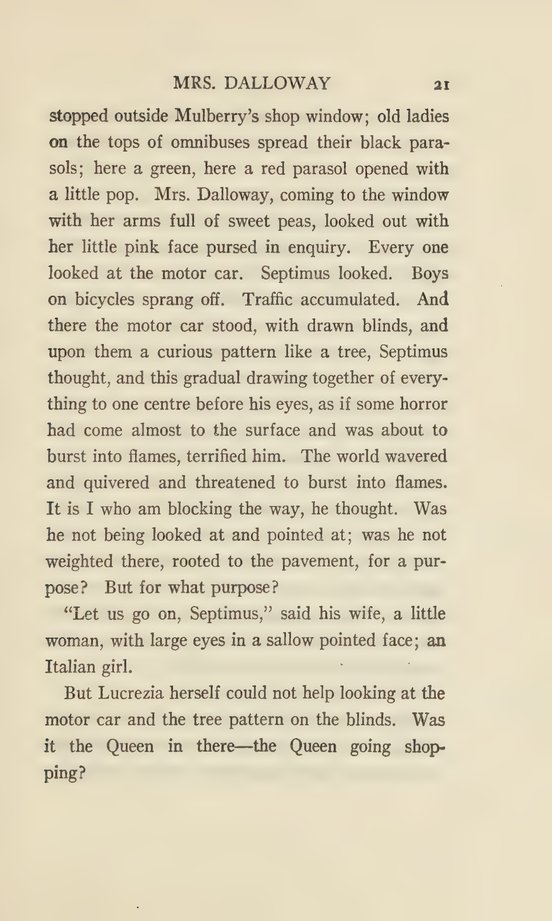 MRS. DALLOWAY 21
stopped outside Mulberry's shop window; old ladies
on the tops of omnibuses spread their black para-
sols; here a green, here a red parasol opened with
a little pop. Mrs. Dalloway, coming to the window
with her arms full of sweet peas, looked out with
her little pink face pursed in enquiry. Every one
looked at the motor car. Septimus looked. Boys
on bicycles sprang off. Traffic accumulated. And
there the motor car stood, with drawn blinds, and
upon them a curious pattern like a tree, Septimus
thought, and this gradual drawing together of every-
thing to one centre before his eyes, as if some horror
had come almost to the surface and was about to
burst into flames, terrified him. The world wavered
and quivered and threatened to burst into flames.
It is I who am blocking the way, he thought. Was
he not being looked at and pointed at; was he not
weighted there, rooted to the pavement, for a pur-
pose? But for what purpose?
"Let us go on, Septimus," said his wife, a little
woman, with large eyes in a sallow pointed face; an
Italian girl.
But Lucrezia herself could not help looking at the
motor car and the tree pattern on the blinds. Was
it the Queen in there—the Queen going shop-
ping?